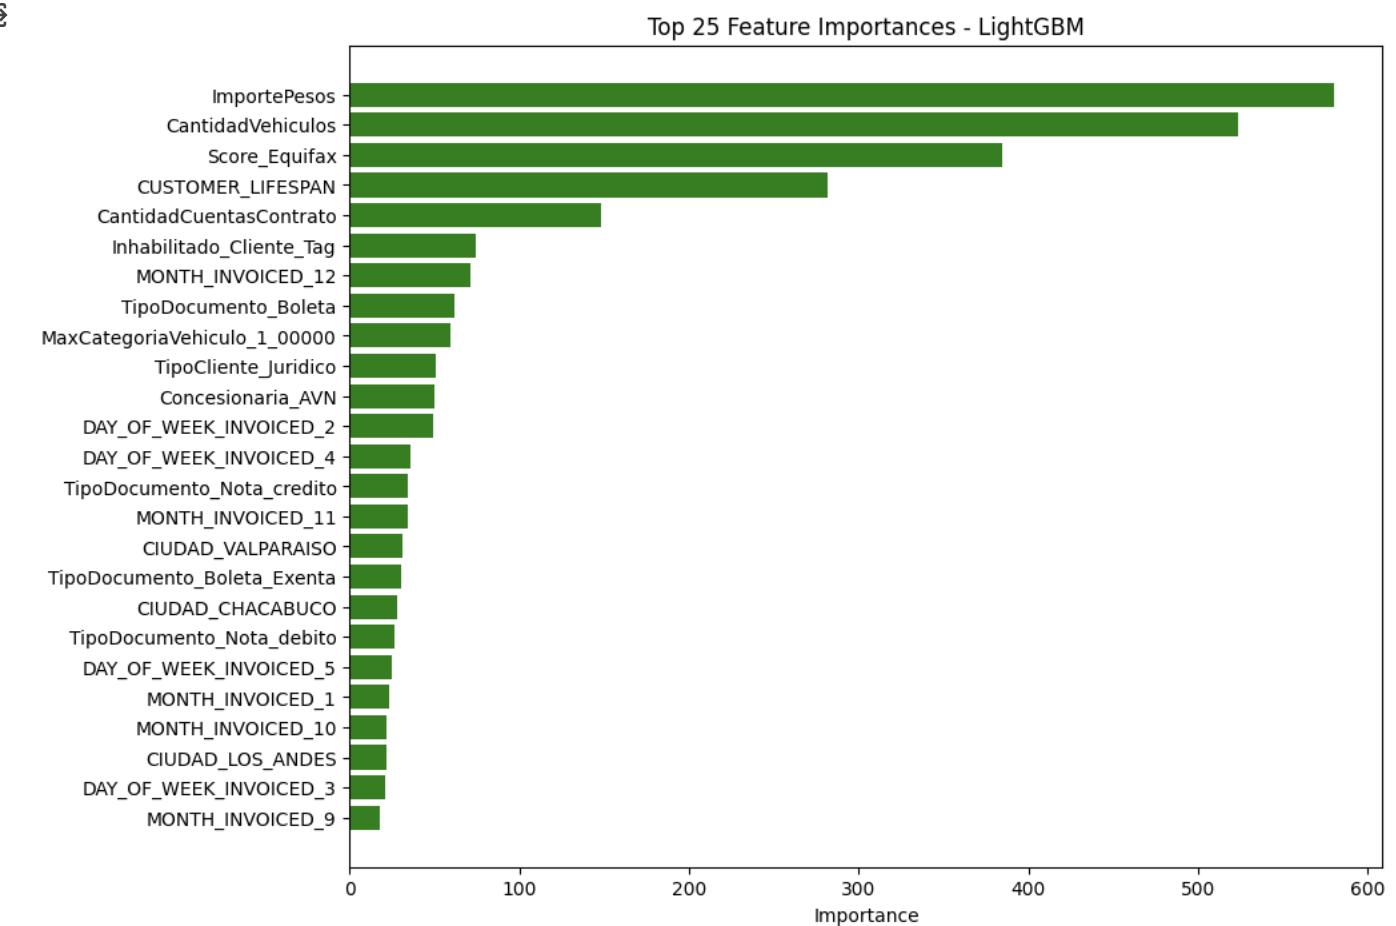 Top 25 Feature Importances - LightGBM
ImportePesos
CantidadVehiculos
Score_Equifax
CUSTOMER_LIFESPAN
CantidadCuentasContrato
Inhabilitado_Cliente_Tag
MONTH_INVOICED_12
TipoDocumento_Boleta
MaxCategoriaVehiculo_1_00000
TipoCliente_Juridico
Concesionaria_AVN
DAY_OF_WEEK_INVOICED_2
DAY_OF_WEEK_INVOICED_4
TipoDocumento_Nota_credito
MONTH_INVOICED_11
CIUDAD_VALPARAISO
TipoDocumento_Boleta_Exenta
CIUDAD_CHACABUCO
TipoDocumento_Nota_debito
DAY_OF_WEEK_INVOICED_5
MONTH_INVOICED_1
MONTH_INVOICED_10
CIUDAD_LOS_ANDES
DAY_OF_WEEK_INVOICED_3
MONTH_INVOICED_9
0 100 200 300 400 500 600
Importance